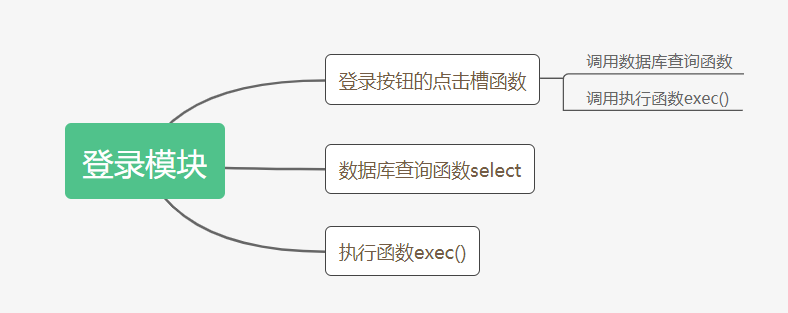 登录模块
登录按钮的点击槽函数
调用数据库查询函数
调用执行函数exec()
数据库查询函数select
执行函数exec()